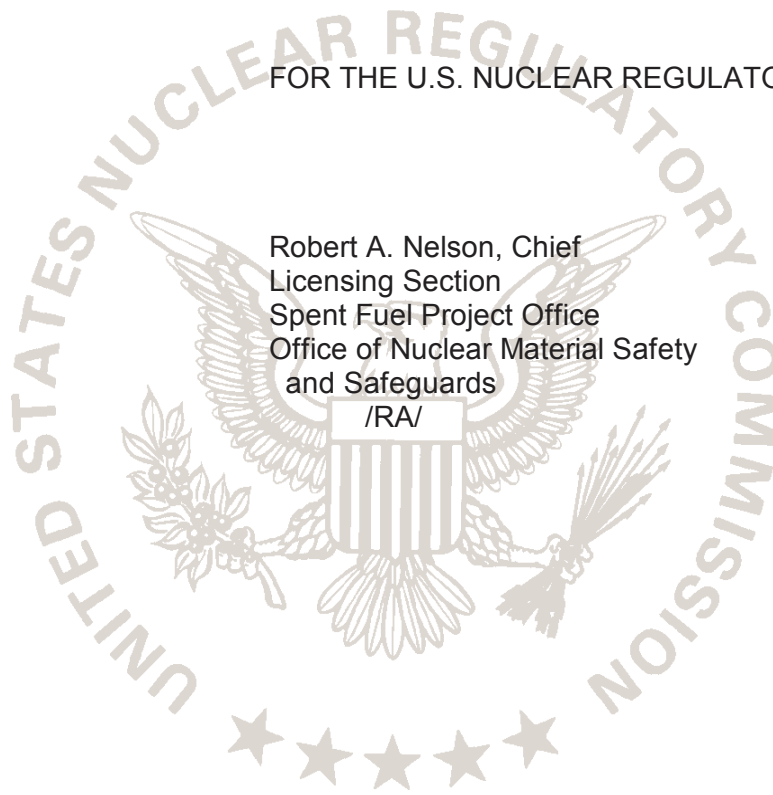 FOR THE U.S. NUCLEAR REGULATO
Robert A. Nelson, Chief
Licensing Section
Spent Fuel Project Office
Office of Nuclear Material Safety
and Safeguards
/RA/
UNITED STATES NUCLEAR REGULATORY COMMISSION